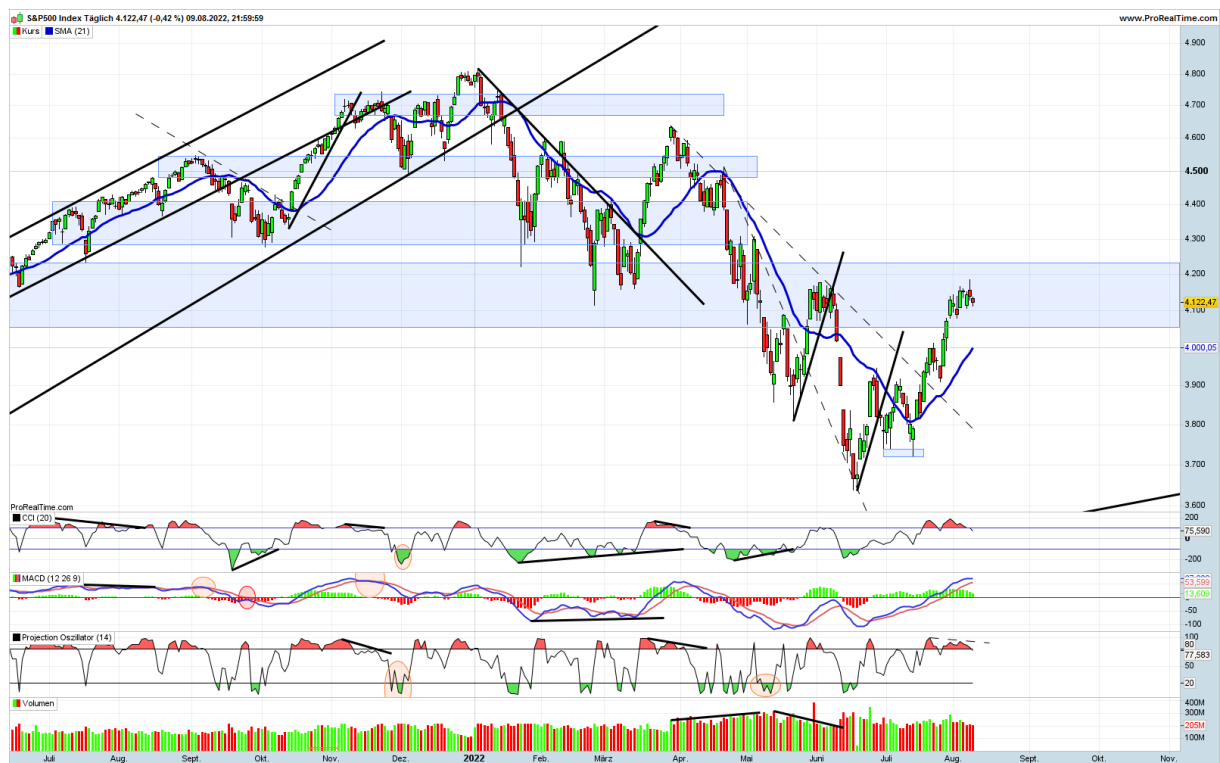 S&P500 Index Täglich 4.122,47 (-0,42 %) 09.08.2022, 21:59:59
www.ProRealTime.com
Kurs SMA (21)
4.900
4.800
4.700
4.600
4.500
4.400
4.300
4.200
4.122,47
4.100
4.000,05
3.900
3.800
3.700
3.600
ProRealTime.com
CCI (20)
200
75,590
0
-200
MACD (12 26 9)
53,599
13,609
-50
-100
Projection Oszillator (14)
100
80
77,583
50
20
Volumen
400M
300M
205M
100M
Juli Aug. Sept. Okt. Nov. Dez. 2022 Feb. März Apr. Mai Juni Juli Aug. Sept. Okt. Nov.